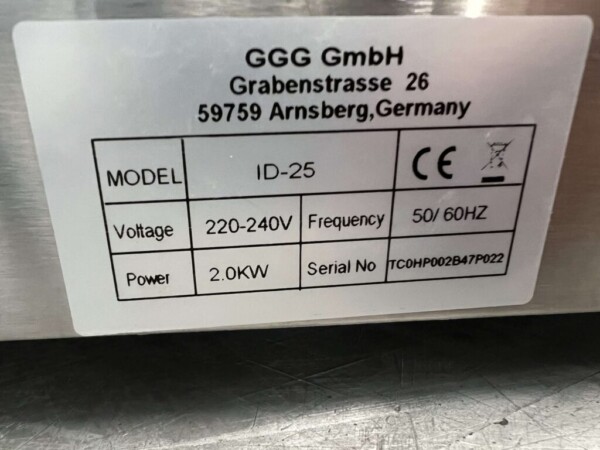 GGG GmbH
Grabenstrasse 26
59759 Arnsberg,Germany
MODEL ID-25 CE
Voltage 220-240V Frequency 50/60HZ
Power 2.0KW Serial No TC0HP002B47P022